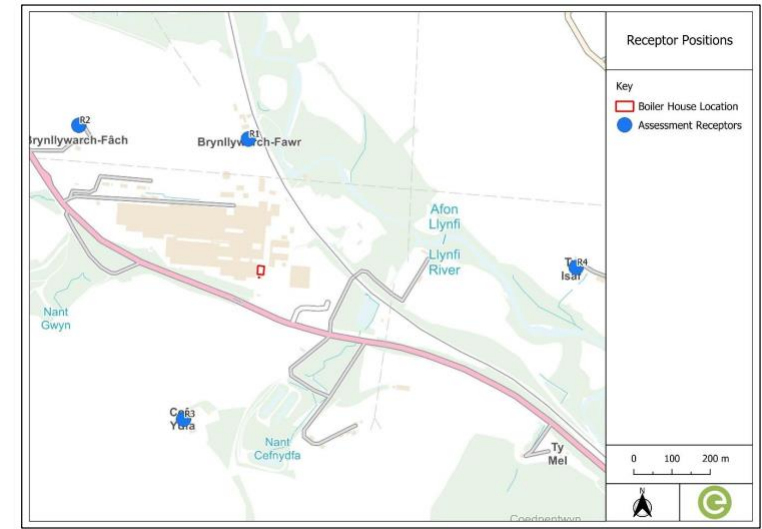 Receptor Positions
Key
Boiler House Location
Assessment Receptors
R2
Brynllywarch-Fâch
R1
Brynllywarch-Fawr
Afon
Llynfi
/
Llynfi
River
R4
Isaf
Nant
Gwyn
R3
Nant
Cefnydfa
Ty
Mel
Coedpentwyn
0 100 200 m
N